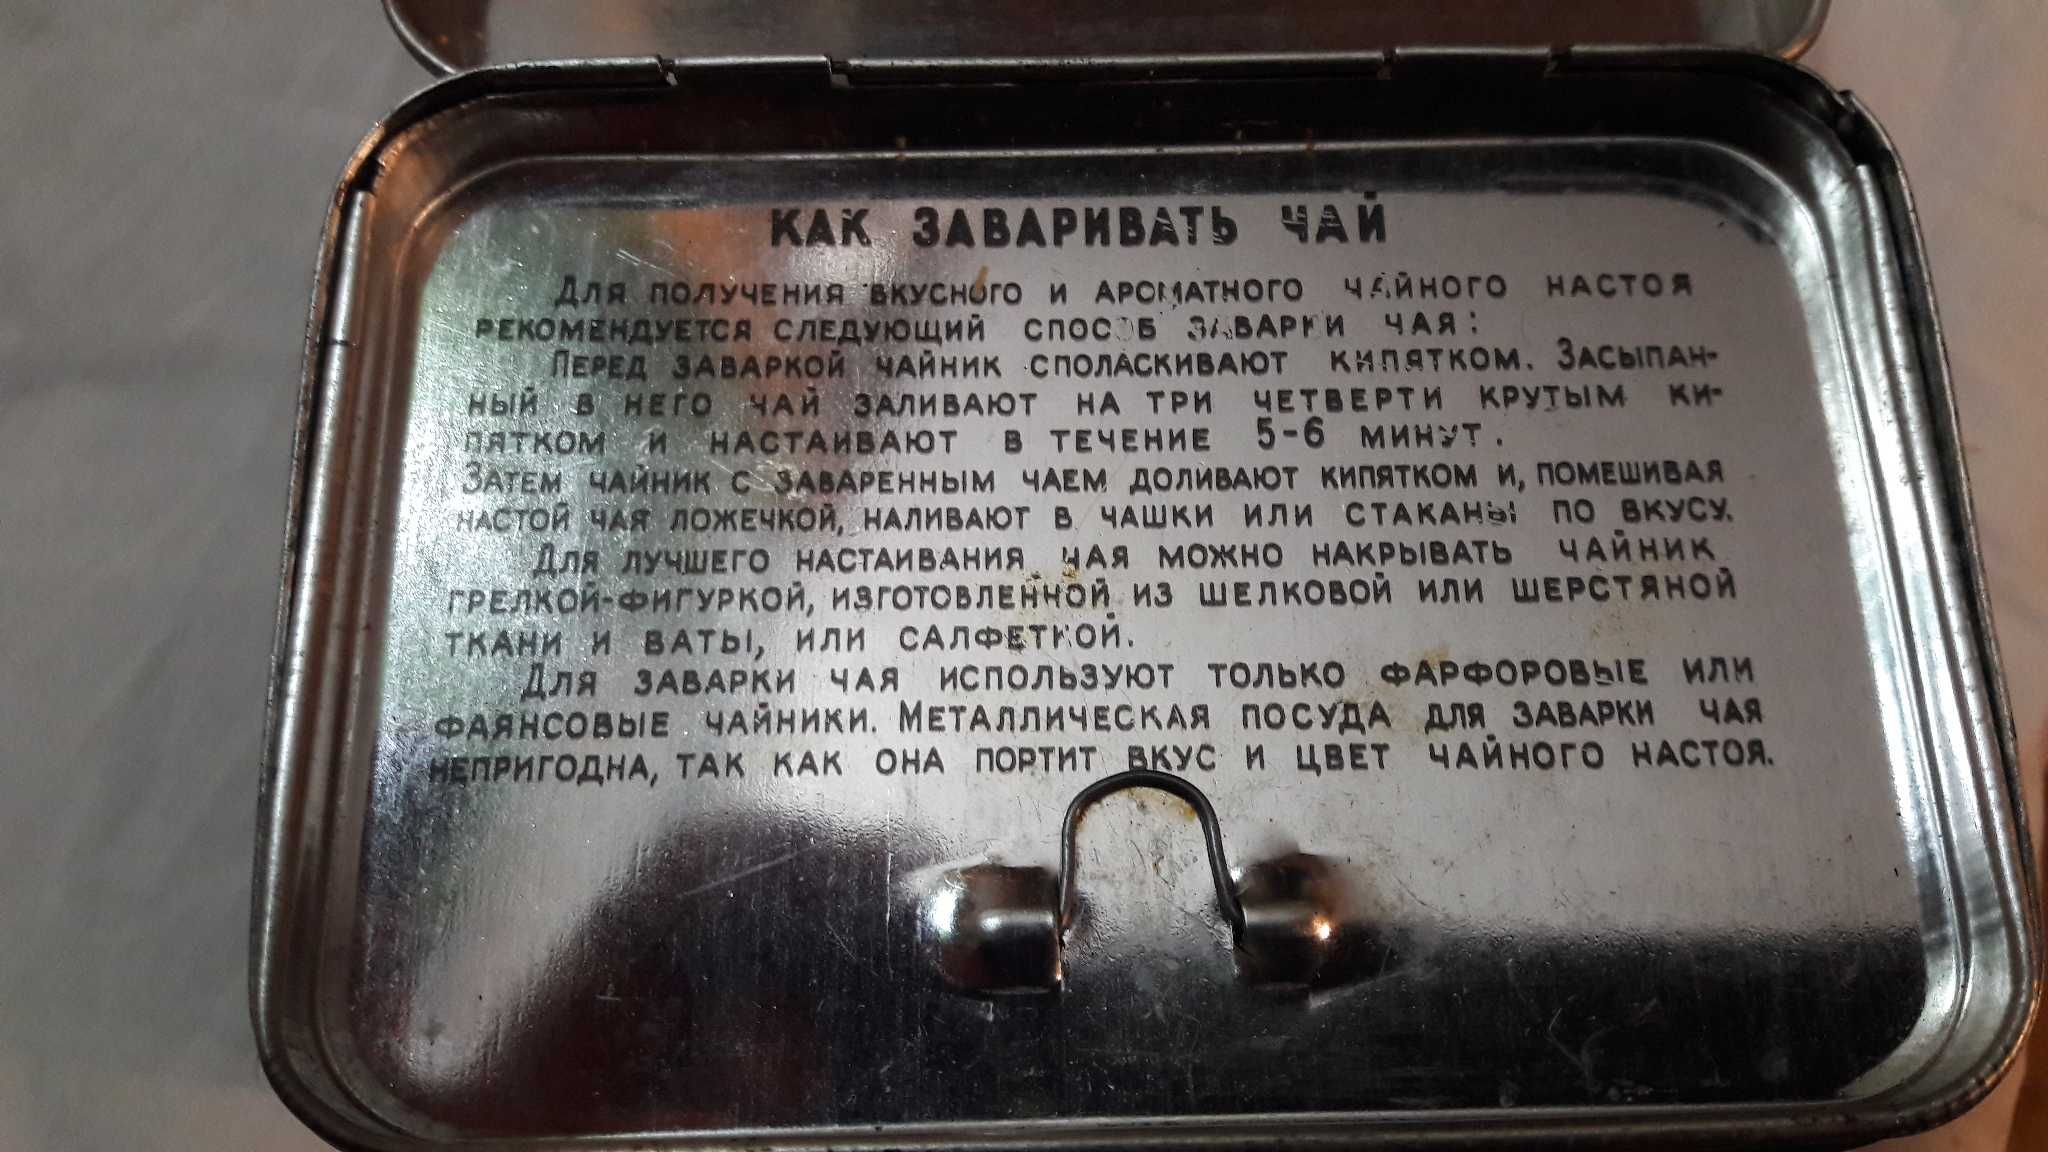 КАК ЗАВАРИВАТЬ ЧАЙ
Для получения вкусного и ароматного чайного настоя
рекомендуется следующий способ заварки чая:
Перед заваркой чайник споласкивают кипятком. Засыпан-
ный в него чай заливают на три четверти крутым ки-
пятком и настаивают в течение 5-6 минут.
Затем чайник с заваренным чаем доливают кипятком и, помешивая
настой чая ложечкой, наливают в чашки или стаканы по вкусу.
Для лучшего настаивания чая можно накрывать чайник
грелкой-фигуркой, изготовленной из шелковой или шерстяной
ткани и ваты, или салфеткой.
Для заварки чая используют только фарфоровые или
фаянсовые чайники. Металлическая посуда для заварки чая
непригодна, так как она портит вкус и цвет чайного настоя.